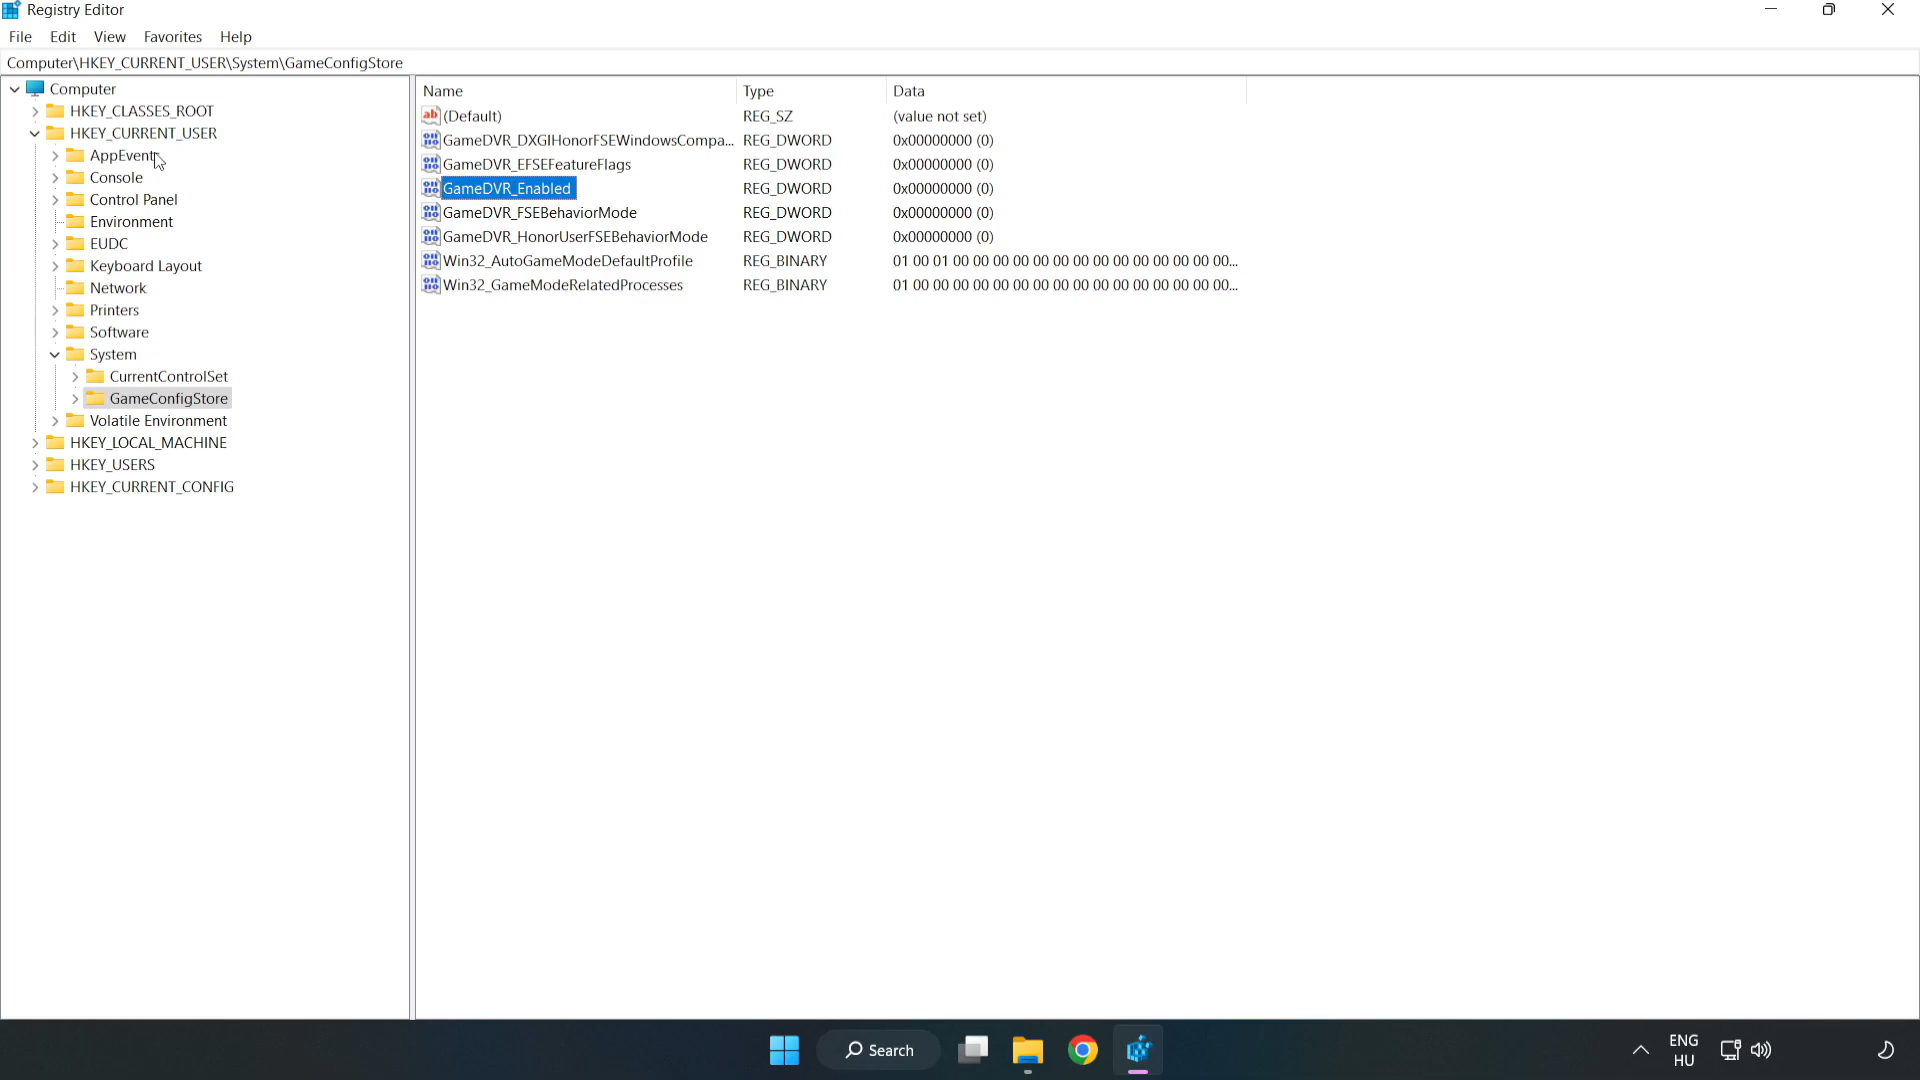 Registry Editor
File Edit View Favorites Help
Computer\HKEY_CURRENT_USER\System\GameConfigStore
Computer
HKEY_CLASSES_ROOT
HKEY_CURRENT_USER
AppEvents
Console
Control Panel
Environment
EUDC
Keyboard Layout
Network
Printers
Software
System
CurrentControlSet
GameConfigStore
Volatile Environment
HKEY_LOCAL_MACHINE
HKEY_USERS
HKEY_CURRENT_CONFIG
Name Type Data
(Default) REG_SZ (value not set)
GameDVR_DXGIHonorFSEWindowsCompa... REG_DWORD 0x00000000 (0)
GameDVR_EFSEFeatureFlags REG_DWORD 0x00000000 (0)
GameDVR_Enabled REG_DWORD 0x00000000 (0)
GameDVR_FSEBehaviorMode REG_DWORD 0x00000000 (0)
GameDVR_HonorUserFSEBehaviorMode REG_DWORD 0x00000000 (0)
Win32_AutoGameModeDefaultProfile REG_BINARY 01 00 01 00 00 00 00 00 00 00 00 00 00 00 00 00 00...
Win32_GameModeRelatedProcesses REG_BINARY 01 00 00 00 00 00 00 00 00 00 00 00 00 00 00 00 00...
Search
ENG
HU